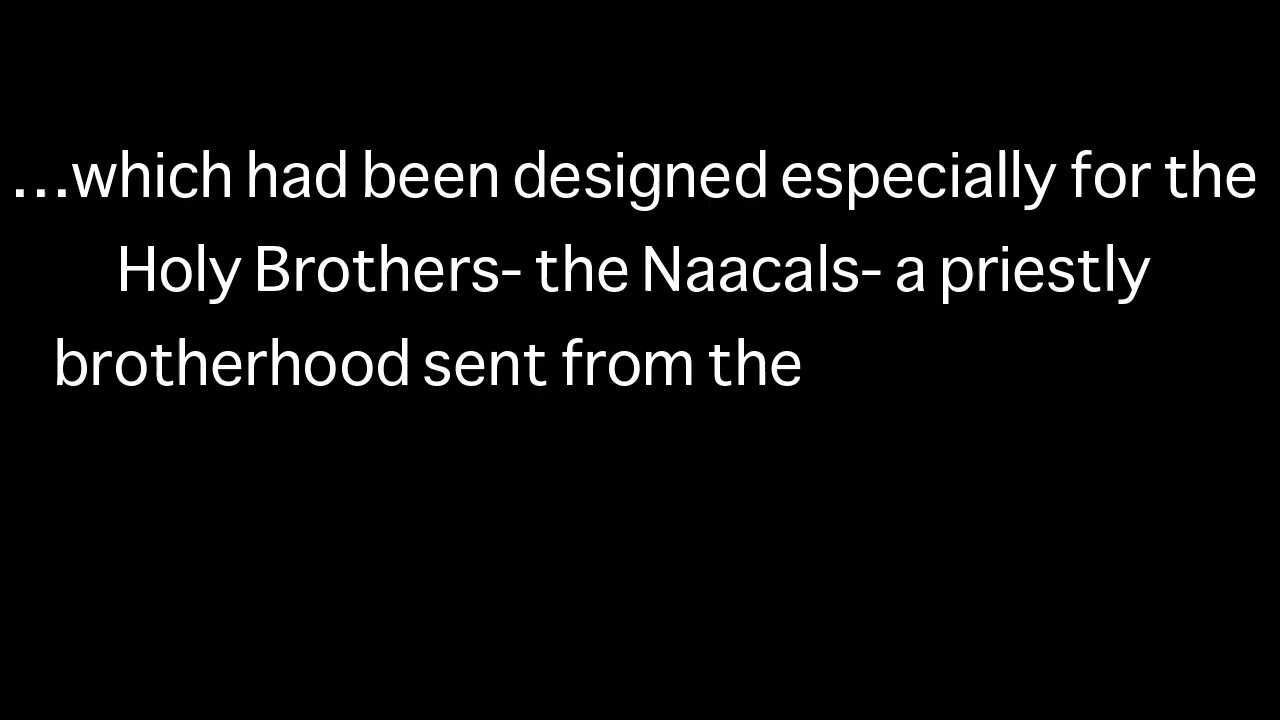 ...which had been designed especially for the
Holy Brothers- the Naacals- a priestly
brotherhood sent from the